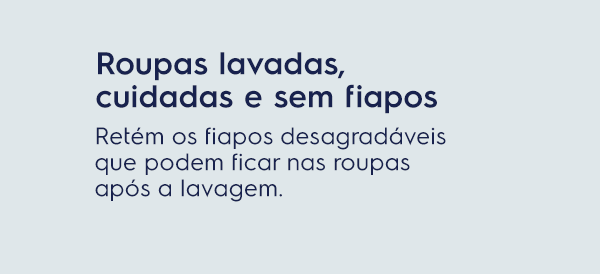 Roupas lavadas,
cuidadas e sem fiapos
Retém os fiapos desagradáveis
que podem ficar nas roupas
após a lavagem.